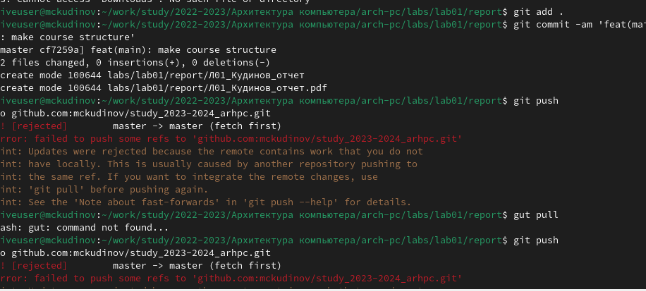 s: cannot access 'Downloads': No such file or directory
iveuser@mckudinov:~/work/study/2022-2023/Архитектура компьютера/arch-pc/labs/lab01/report$ git add .
iveuser@mckudinov:~/work/study/2022-2023/Архитектура компьютера/arch-pc/labs/lab01/report$ git commit -am 'feat(mai
: make course structure'
master cf7259a] feat(main): make course structure
2 files changed, 0 insertions(+), 0 deletions(-)
create mode 100644 labs/lab01/report/Л01_Кудинов_отчет
create mode 100644 labs/lab01/report/Л01_Кудинов_отчет.pdf
iveuser@mckudinov:~/work/study/2022-2023/Архитектура компьютера/arch-pc/labs/lab01/report$ git push
o github.com:mckudinov/study_2023-2024_arhpc.git
! [rejected]        master -> master (fetch first)
rror: failed to push some refs to 'github.com:mckudinov/study_2023-2024_arhpc.git'
int: Updates were rejected because the remote contains work that you do not
int: have locally. This is usually caused by another repository pushing to
int: the same ref. If you want to integrate the remote changes, use
int: 'git pull' before pushing again.
int: See the 'Note about fast-forwards' in 'git push --help' for details.
iveuser@mckudinov:~/work/study/2022-2023/Архитектура компьютера/arch-pc/labs/lab01/report$ gut pull
ash: gut: command not found...
iveuser@mckudinov:~/work/study/2022-2023/Архитектура компьютера/arch-pc/labs/lab01/report$ git push
o github.com:mckudinov/study_2023-2024_arhpc.git
! [rejected]        master -> master (fetch first)
rror: failed to push some refs to 'github.com:mckudinov/study_2023-2024_arhpc.git'